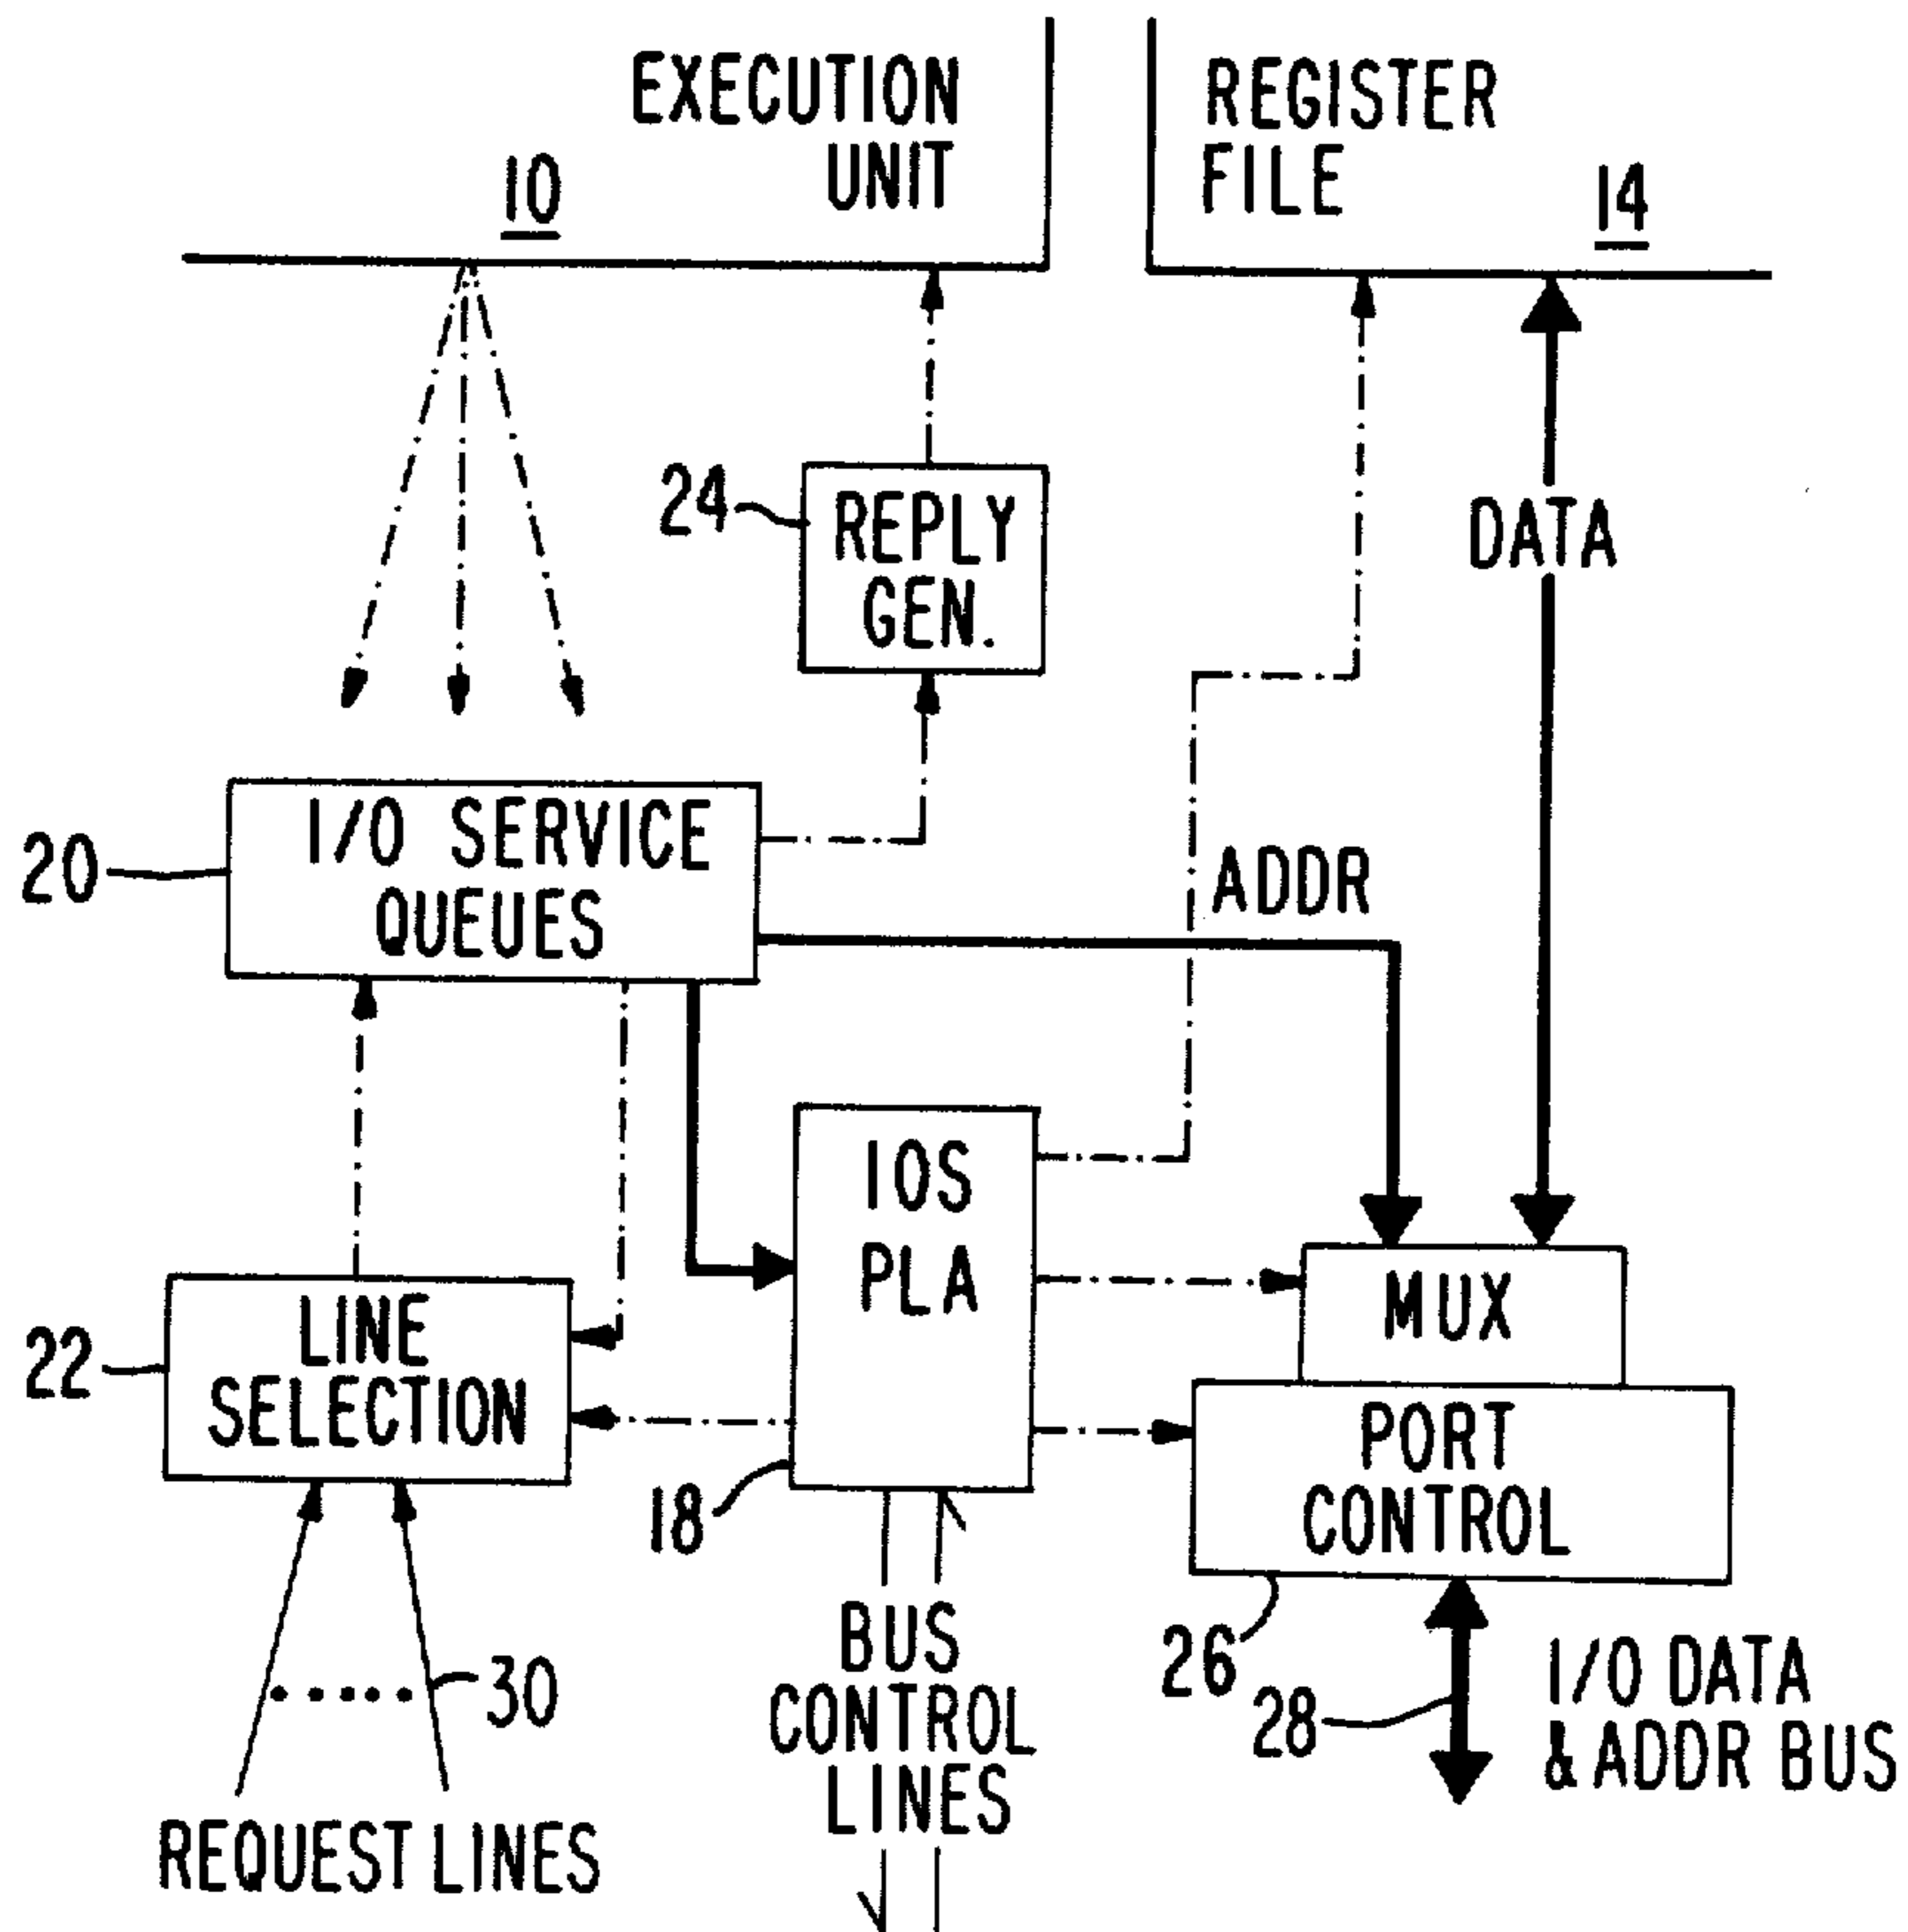 EXECUTION
UNIT
10
REGISTER
FILE
14
24
REPLY
GEN.
DATA
I/O SERVICE
QUEUES
20
ADDR
IOS
PLA
MUX
LINE
SELECTION
22
PORT
CONTROL
18
26
BUS
CONTROL
LINES
30
28
I/O DATA
& ADDR BUS
REQUEST LINES